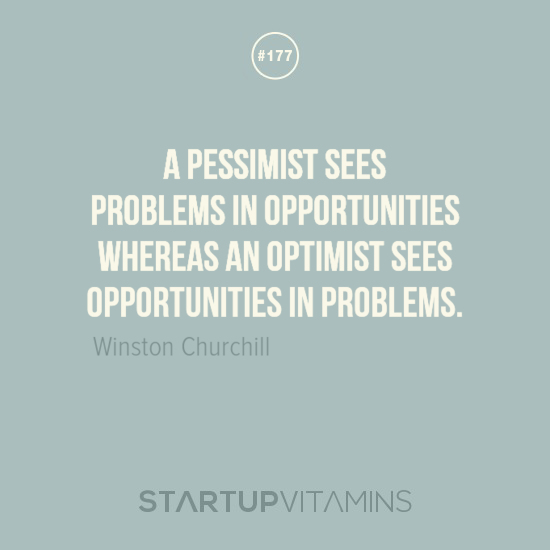 #177
A PESSIMIST SEES
PROBLEMS IN OPPORTUNITIES
WHEREAS AN OPTIMIST SEES
OPPORTUNITIES IN PROBLEMS.
Winston Churchill
STARTUPVITAMINS